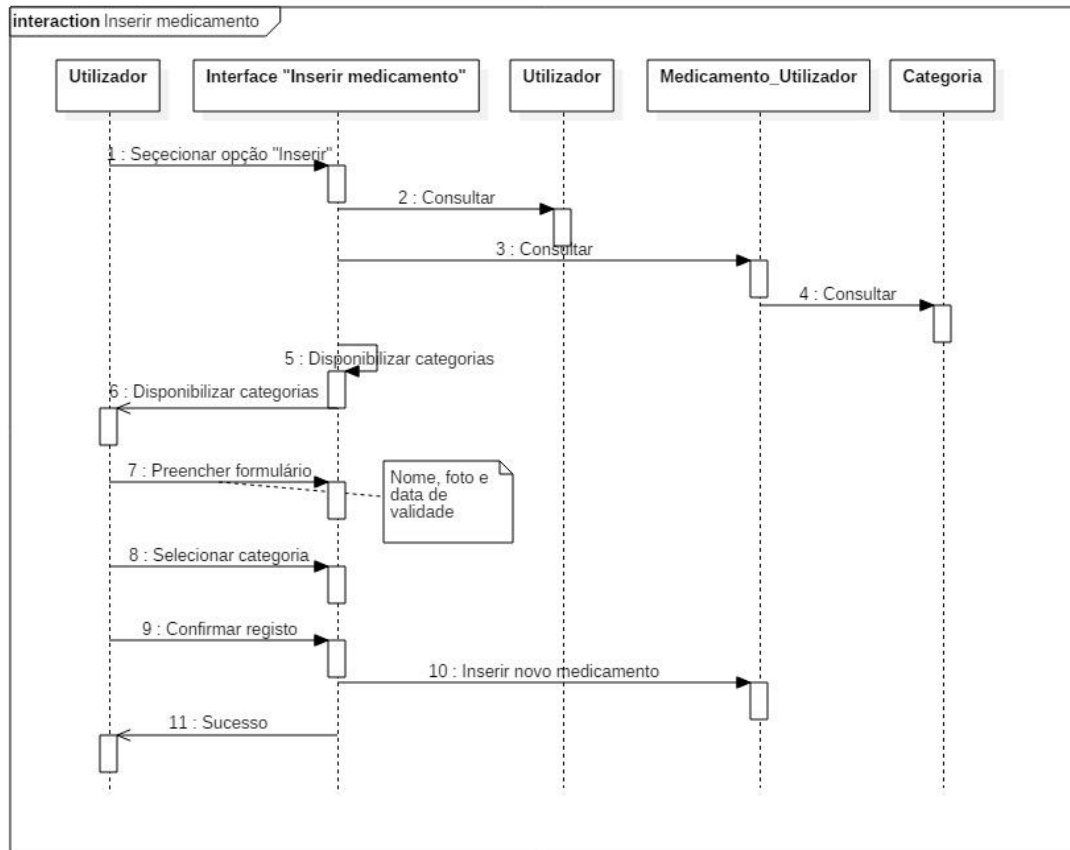 interaction Inserir medicamento
Utilizador
Interface "Inserir medicamento"
Utilizador
Medicamento_Utilizador
Categoria
1 : Seçecionar opção "Inserir"
2 : Consultar
3 : Consultar
4 : Consultar
5 : Disponibilizar categorias
6 : Disponibilizar categorias
7 : Preencher formulário
Nome, foto e
data de
validade
8 : Selecionar categoria
9 : Confirmar registo
10 : Inserir novo medicamento
11 : Sucesso